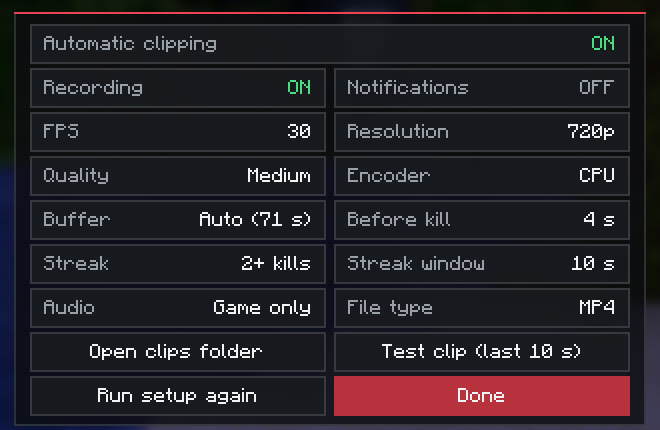 Automatic clipping ON
Recording ON Notifications OFF
FPS 30 Resolution 720p
Quality Medium Encoder CPU
Buffer Auto (71 s) Before kill 4 s
Streak 2+ kills Streak window 10 s
Audio Game only File type MP4
Open clips folder Test clip (last 10 s)
Run setup again Done